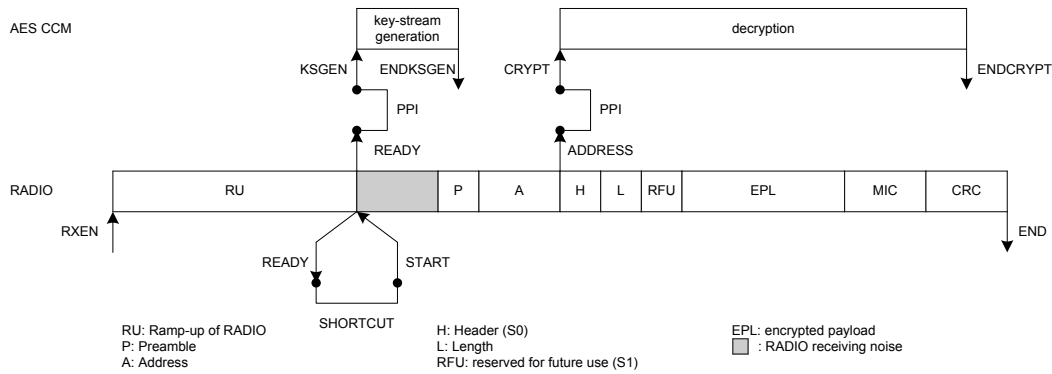 AES CCM
key-stream
generation
decryption
KSGEN
ENDKSGEN
CRYPT
ENDCRYPT
PPI
PPI
READY
ADDRESS
RADIO
RU
P
A
H
L
RFU
EPL
MIC
CRC
RXEN
END
READY
START
SHORTCUT
RU: Ramp-up of RADIO
P: Preamble
A: Address
H: Header (S0)
L: Length
RFU: reserved for future use (S1)
EPL: encrypted payload
: RADIO receiving noise